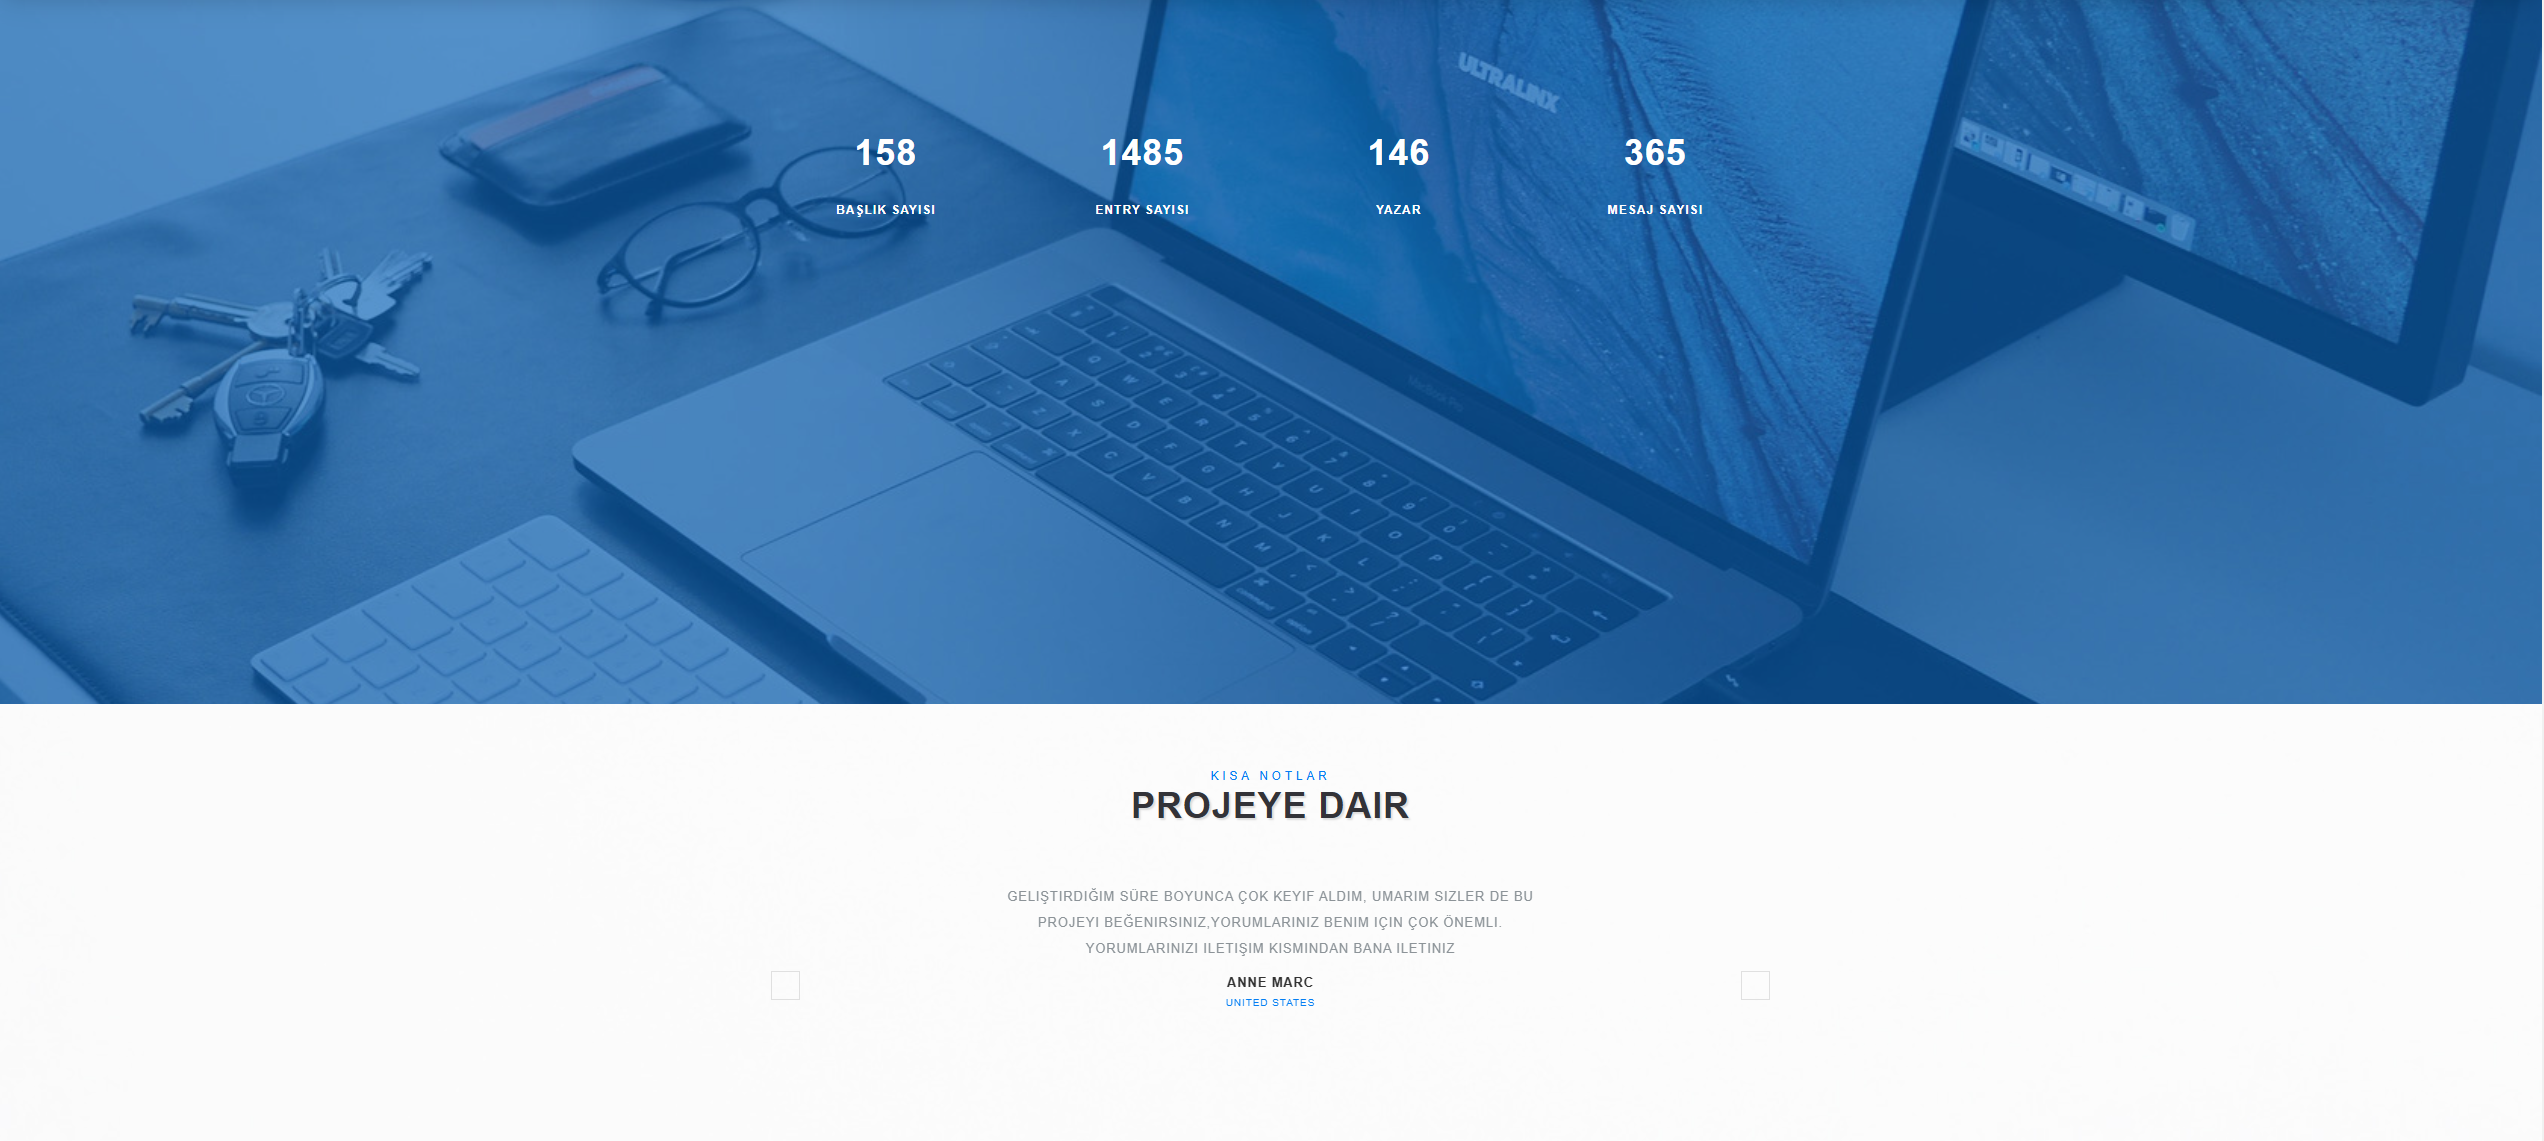 ULTRALINX
158 1485 146 365
BAŞLIK SAYISI ENTRY SAYISI YAZAR MESAJ SAYISI
KISA NOTLAR
PROJEYE DAIR
GELIŞTIRDIĞIM SÜRE BOYUNCA ÇOK KEYIF ALDIM, UMARIM SIZLER DE BU
PROJEYI BEĞENIRSINIZ,YORUMLARINIZ BENIM IÇIN ÇOK ÖNEMLI.
YORUMLARINIZI ILETIŞIM KISMINDAN BANA ILETINIZ
ANNE MARC
UNITED STATES